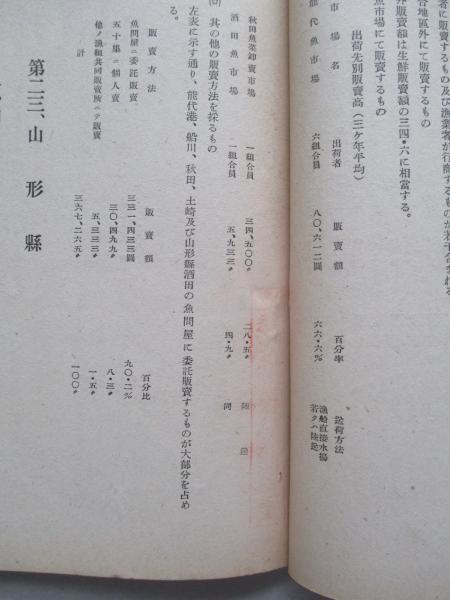 者に販賣するもの及び漁業者が行商するもの
各地區外にて販賣するもの
外販賣額は生鮮販賣額の三四・六に相當する。
魚市場にて販賣するもの
出荷先別販賣高(三ケ年平均)
市場名 出荷者 販賣額 百分率 送荷方法
能代魚市場 六組合員 八〇、六一二圓 六六・六% 漁船直接水揚
若クハ陸送
秋田魚菜卸賣市場 一組合員 三四、五〇〇〃 二八・五〃 陸送
酒田魚市場 一組合員 五、九三三〃 四・九〃 同
(ロ) 其の他の販賣方法を採るもの
左表に示す通り、能代港、船川、秋田、土崎及び山形縣酒田の魚問屋に委託販賣するものが大部分を占め
る。
販賣方法 販賣額 百分比
魚問屋ニ委託販賣 三三一、四三三圓 九〇・二%
五十集ニ個人賣 三〇、四九九〃 八・三〃
他ノ漁組共同販賣所ニテ販賣 五、三三三〃 一・五〃
計 三六七、二六五〃 一〇〇〃
第二三、山形縣